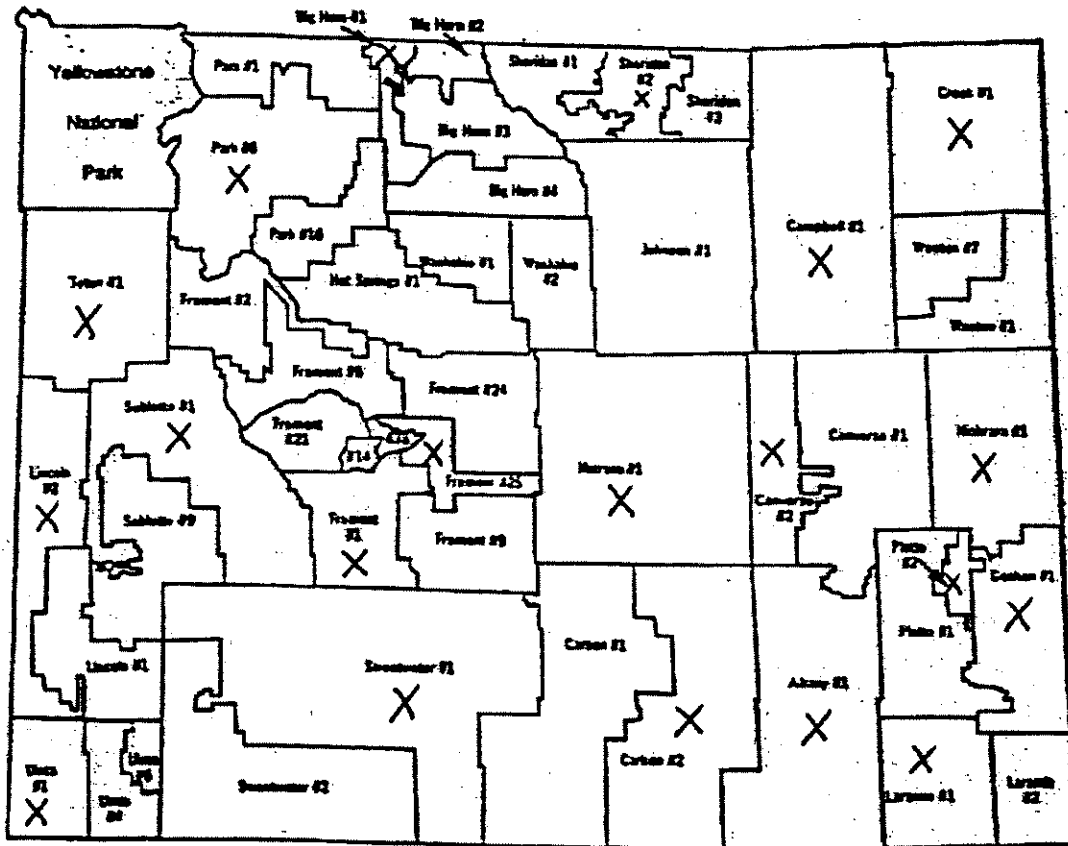 Big Horn #1
Big Horn #2
Yellowstone
National
Park
Park #1
Sheridan #1
Sheridan
#2
Sheridan
#3
Crook #1
Big Horn #3
Park #6
Big Horn #4
Park #16
Washakie #1
Washakie
#2
Johnson #1
Campbell #1
Weston #7
Weston #1
Teton #1
Fremont #2
Hot Springs #1
Fremont #6
Fremont #24
Sublette #1
Fremont
#21
#14
Fremont #25
Lincoln
#2
Sublette #9
Fremont
#1
Fremont #9
Natrona #1
Converse
#2
Converse #1
Niobrara #1
Platte
#2
Platte #1
Goshen #1
Lincoln #1
Sweetwater #1
Carbon #1
Albany #1
Uinta
#1
Uinta
#4
Uinta
#6
Sweetwater #2
Carbon #2
Laramie #1
Laramie
#2